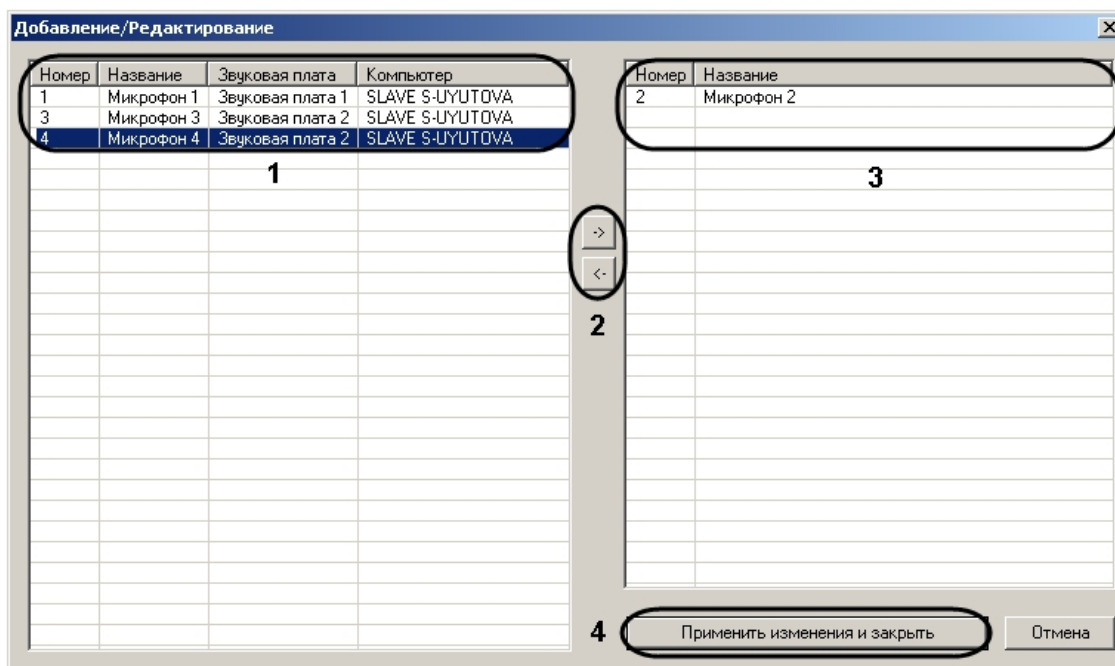 Добавление/Редактирование
Номер Название Звуковая плата Компьютер
1 Микрофон 1 Звуковая плата 1 SLAVE S-UYUTOVA
3 Микрофон 3 Звуковая плата 2 SLAVE S-UYUTOVA
4 Микрофон 4 Звуковая плата 2 SLAVE S-UYUTOVA
1
->
<-
2
Номер Название
2 Микрофон 2
3
4 Применить изменения и закрыть Отмена